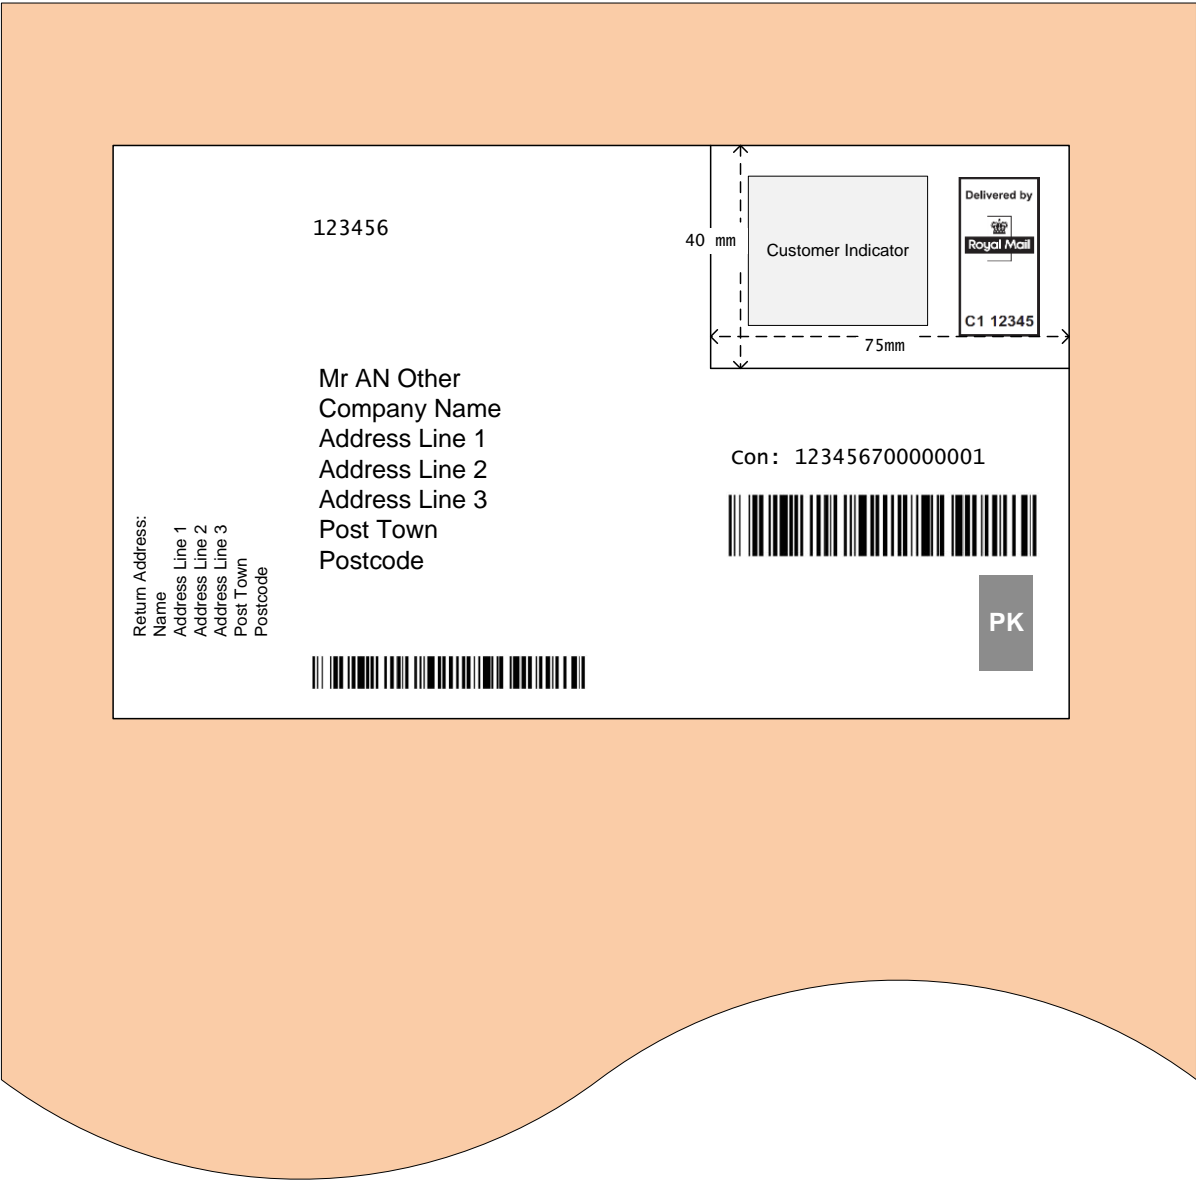 123456
40 mm
Customer Indicator
Delivered by
Royal Mail
C1 12345
75mm
Mr AN Other
Company Name
Address Line 1
Address Line 2
Address Line 3
Post Town
Postcode
Con: 123456700000001
PK
Return Address:
Name
Address Line 1
Address Line 2
Address Line 3
Post Town
Postcode